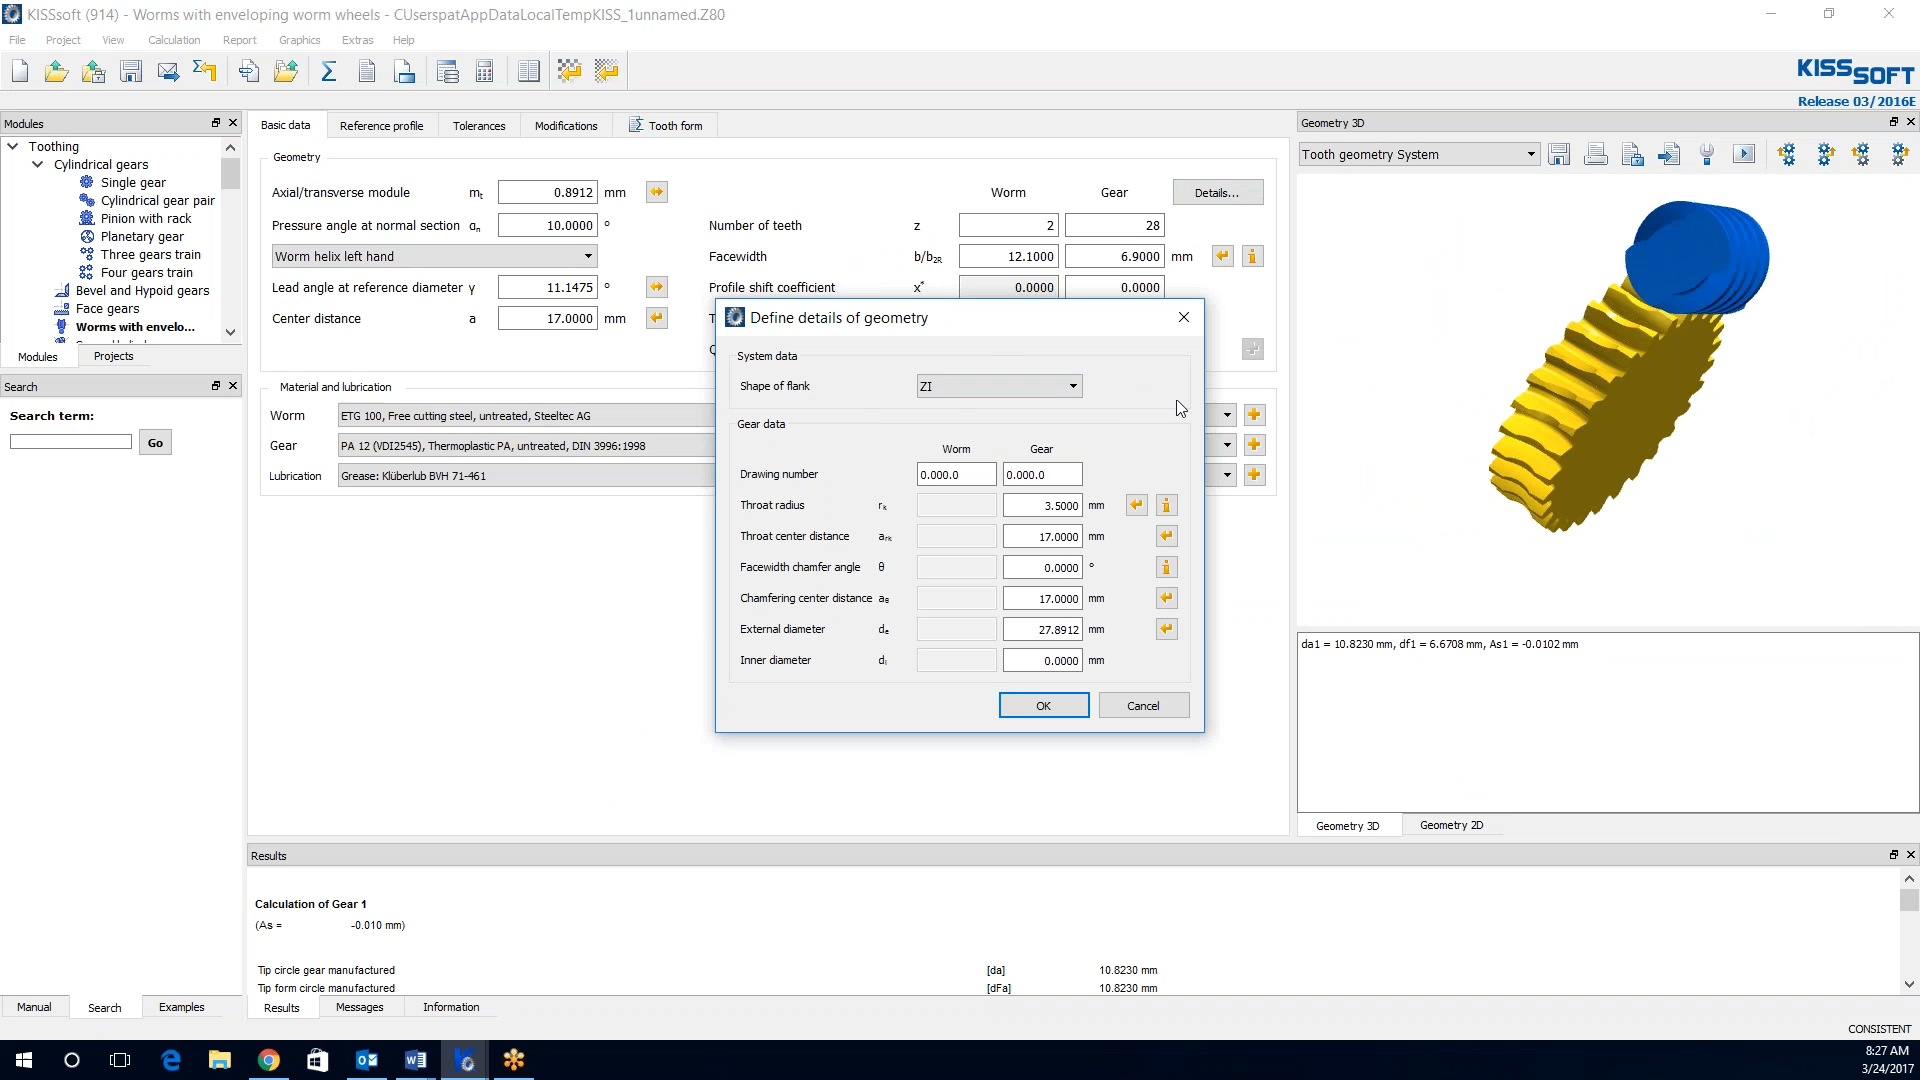 KISSsoft (914) - Worms with enveloping worm wheels - CUserspatAppDataLocalTempKISS_1unnamed.Z80
File Project View Calculation Report Graphics Extras Help
KISSSOFT
Release 03/2016E
Modules
Toothing
Cylindrical gears
Single gear
Cylindrical gear pair
Pinion with rack
Planetary gear
Three gears train
Four gears train
Bevel and Hypoid gears
Face gears
Worms with envelo...
Modules Projects
Search
Search term:
Go
Manual Search Examples
Basic data Reference profile Tolerances Modifications Tooth form
Geometry
Axial/transverse module mt 0.8912 mm Worm Gear Details...
Pressure angle at normal section αn 10.0000 ° Number of teeth z 2 28
Worm helix left hand Facewidth b/b2R 12.1000 6.9000 mm
Lead angle at reference diameter γ 11.1475 ° Profile shift coefficient x* 0.0000 0.0000
Center distance a 17.0000 mm
Material and lubrication
Worm ETG 100, Free cutting steel, untreated, Steeltec AG
Gear PA 12 (VDI2545), Thermoplastic PA, untreated, DIN 3996:1998
Lubrication Grease: Klüberlub BVH 71-461
Define details of geometry
System data
Shape of flank ZI
Gear data
Worm Gear
Drawing number 0.000.0 0.000.0
Throat radius rk 3.5000 mm
Throat center distance ark 17.0000 mm
Facewidth chamfer angle θ 0.0000 °
Chamfering center distance aθ 17.0000 mm
External diameter de 27.8912 mm
Inner diameter di 0.0000 mm
OK Cancel
Geometry 3D
Tooth geometry System
da1 = 10.8230 mm, df1 = 6.6708 mm, As1 = -0.0102 mm
Geometry 3D Geometry 2D
Results
Calculation of Gear 1
(As = -0.010 mm)
Tip circle gear manufactured [da] 10.8230 mm
Tip form circle manufactured [dFa] 10.8230 mm
Results Messages Information
CONSISTENT
8:27 AM
3/24/2017